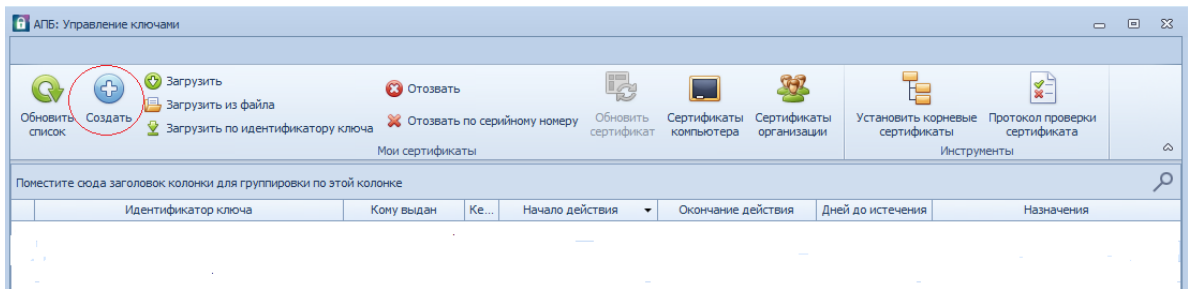 АПБ: Управление ключами
Обновить список
Создать
Загрузить
Загрузить из файла
Загрузить по идентификатору ключа
Отозвать
Отозвать по серийному номеру
Обновить сертификат
Сертификаты компьютера
Сертификаты организации
Мои сертификаты
Установить корневые сертификаты
Протокол проверки сертификата
Инструменты
Поместите сюда заголовок колонки для группировки по этой колонке
Идентификатор ключа Кому выдан Ке... Начало действия Окончание действия Дней до истечения Назначения